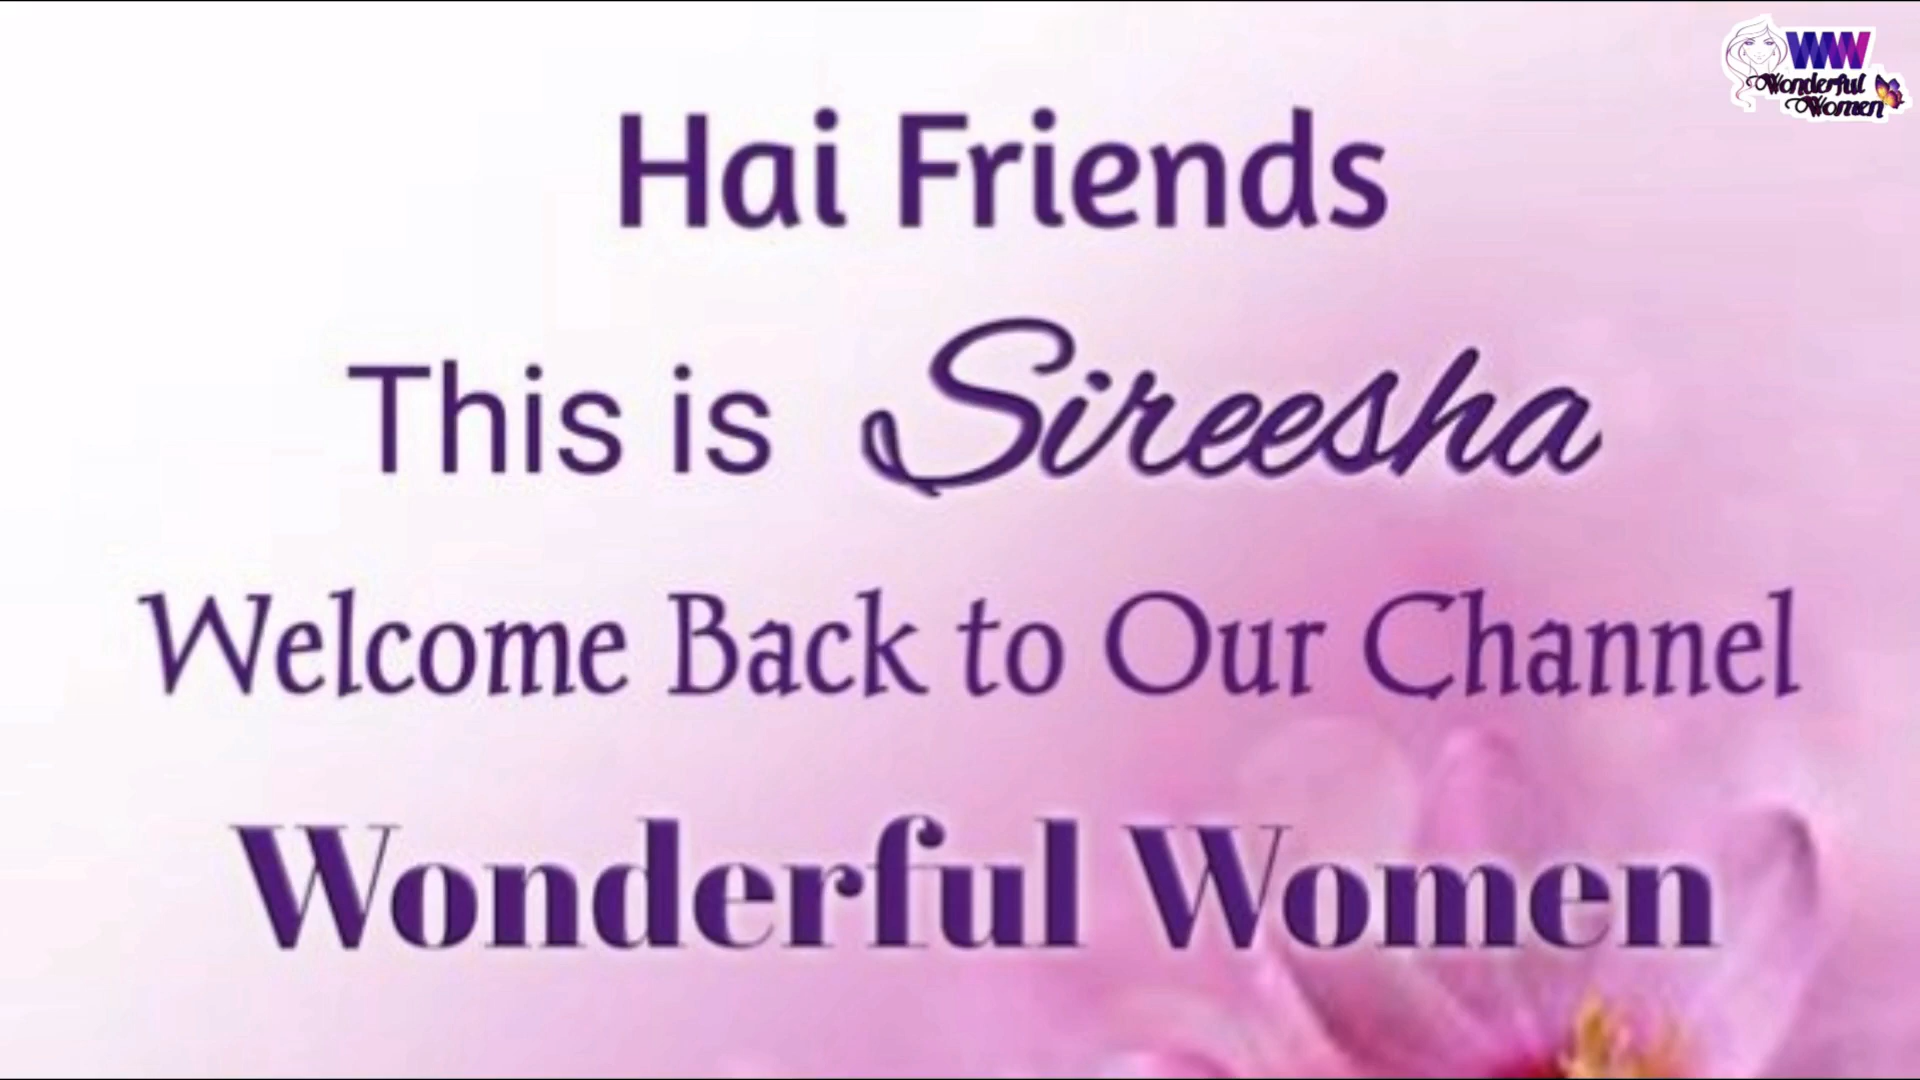 WW
Wonderful
Women
Hai Friends
This is Sireesha
Welcome Back to Our Channel
Wonderful Women